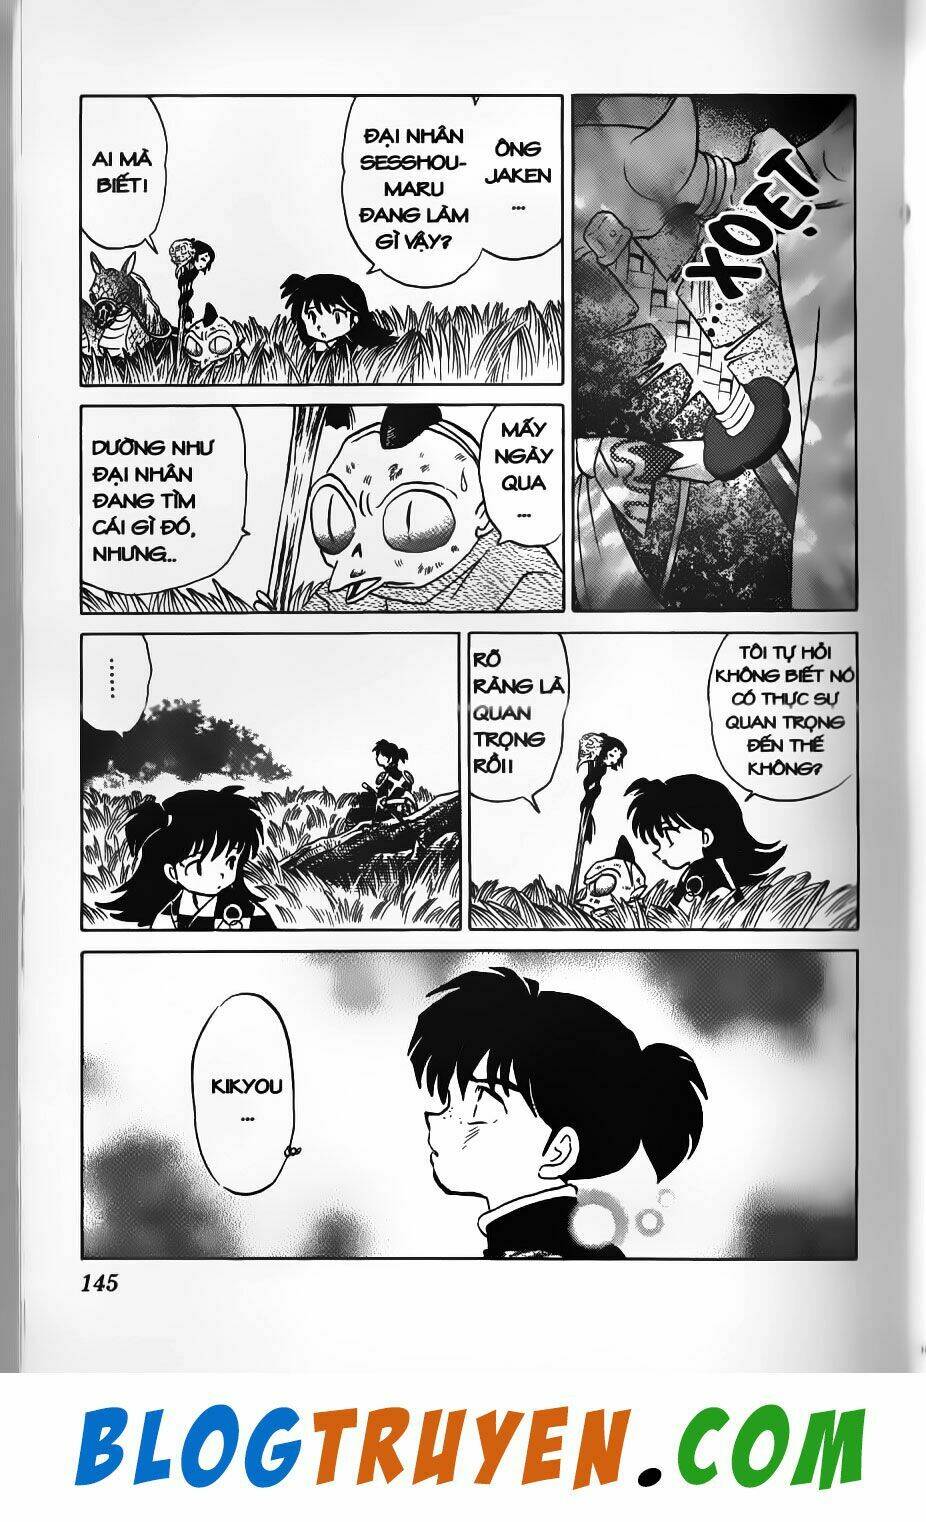 ...XOẸT
ÔNG
JAKEN
...
ĐẠI NHÂN
SESSHOU-
MARU
ĐANG LÀM
GÌ VẬY?
AI MÀ
BIẾT!
MẤY
NGÀY
QUA
...
DƯỜNG NHƯ
ĐẠI NHÂN
ĐANG TÌM
CÁI GÌ ĐÓ,
NHƯNG...
TÔI TỰ HỎI
KHÔNG BIẾT NÓ
CÓ THỰC SỰ
QUAN TRỌNG
ĐẾN THẾ
KHÔNG?
RÕ
RÀNG LÀ
QUAN
TRỌNG
RỒI!
......
KIKYOU
...
145
BLOGTRUYEN.COM